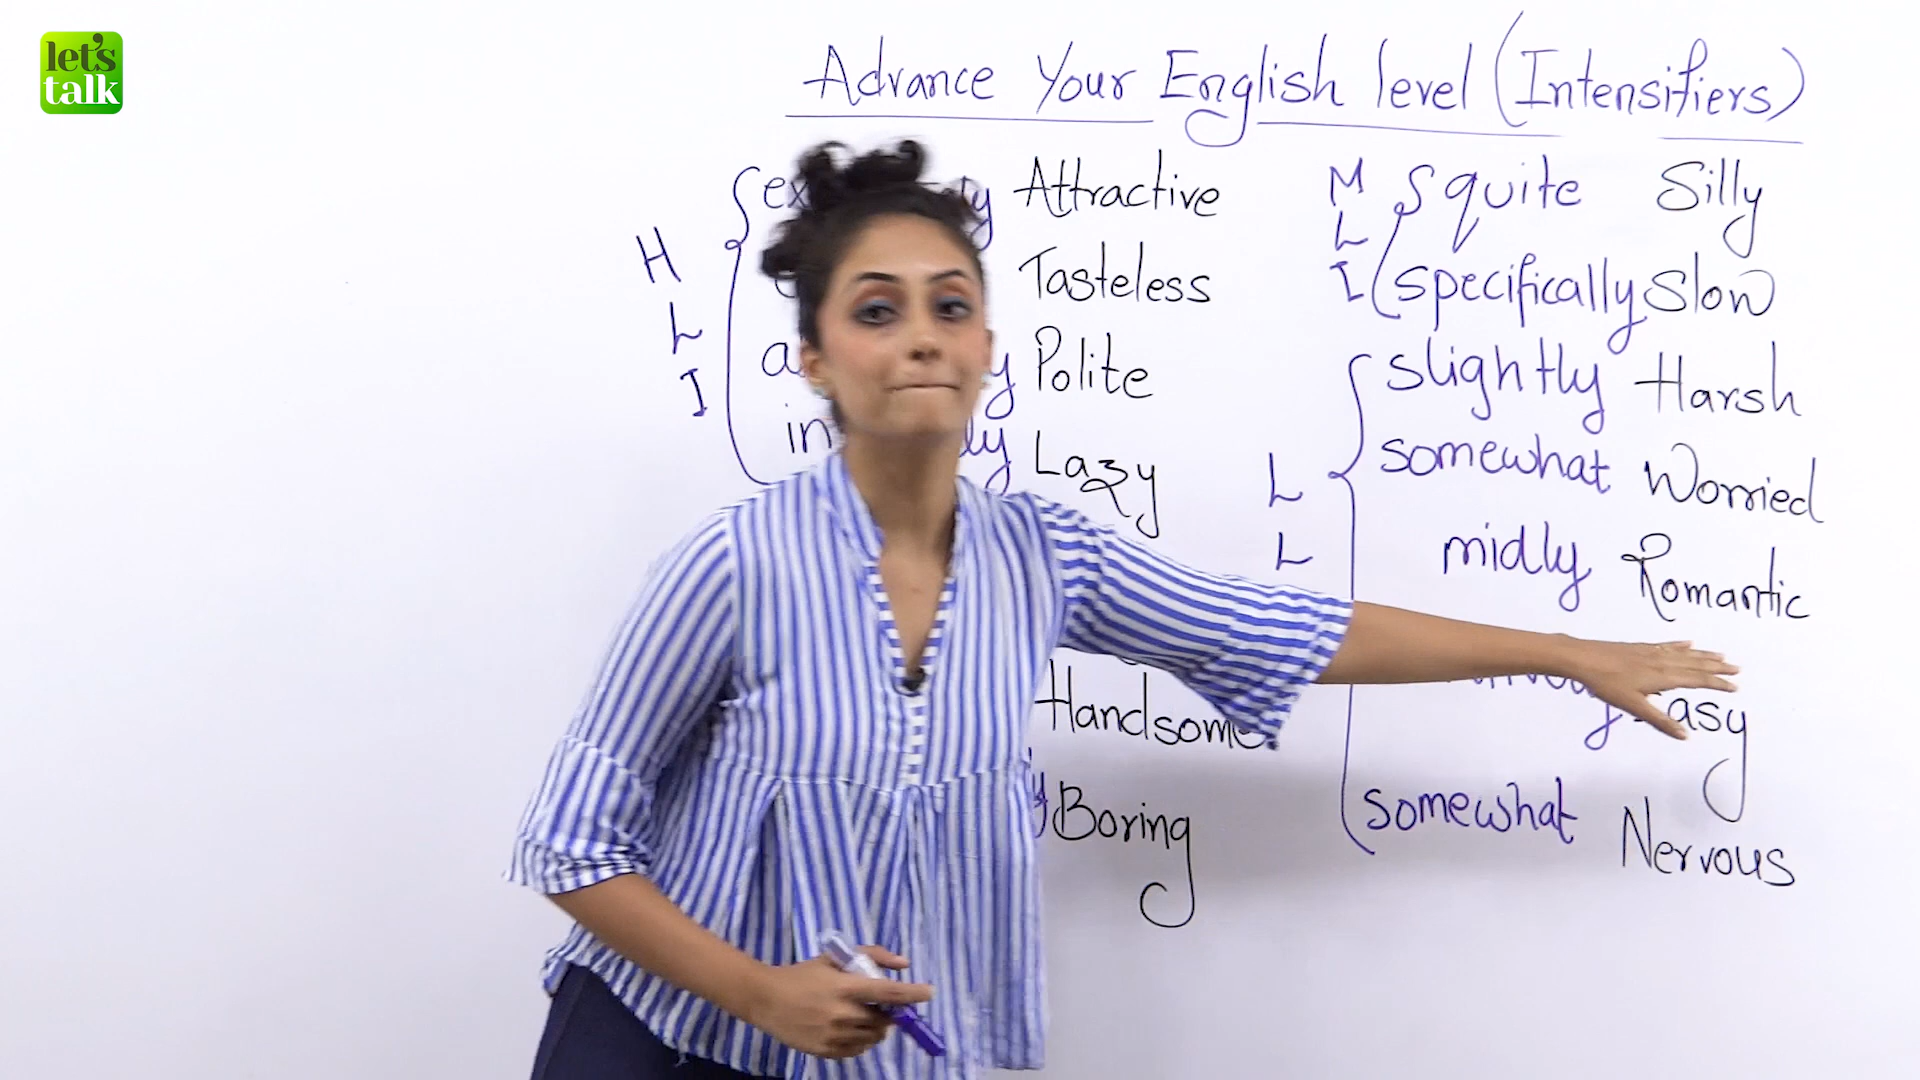 let's
talk
Advance Your English level (Intensifiers)
Attractive
Tasteless
Polite
Lazy
Handsome
Boring
H
L
I
M
L
I
quite Silly
specifically Slow
slightly Harsh
somewhat Worried
midly Romantic
L
L
somewhat Nervous